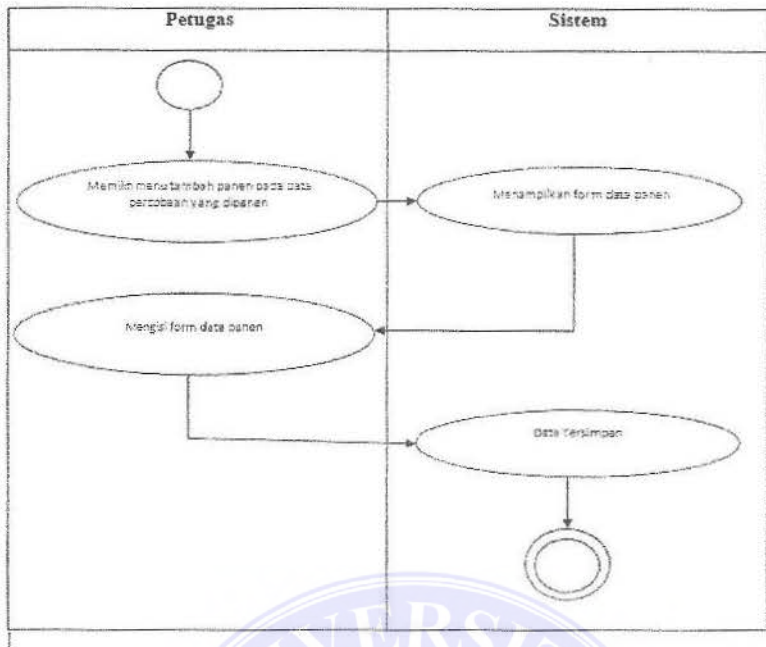 Petugas
Sistem
Memilih menu tambah panen pada data
percobaan yang dipanen
Menampilkan form data panen
Mengisi form data panen
Data Tersimpan